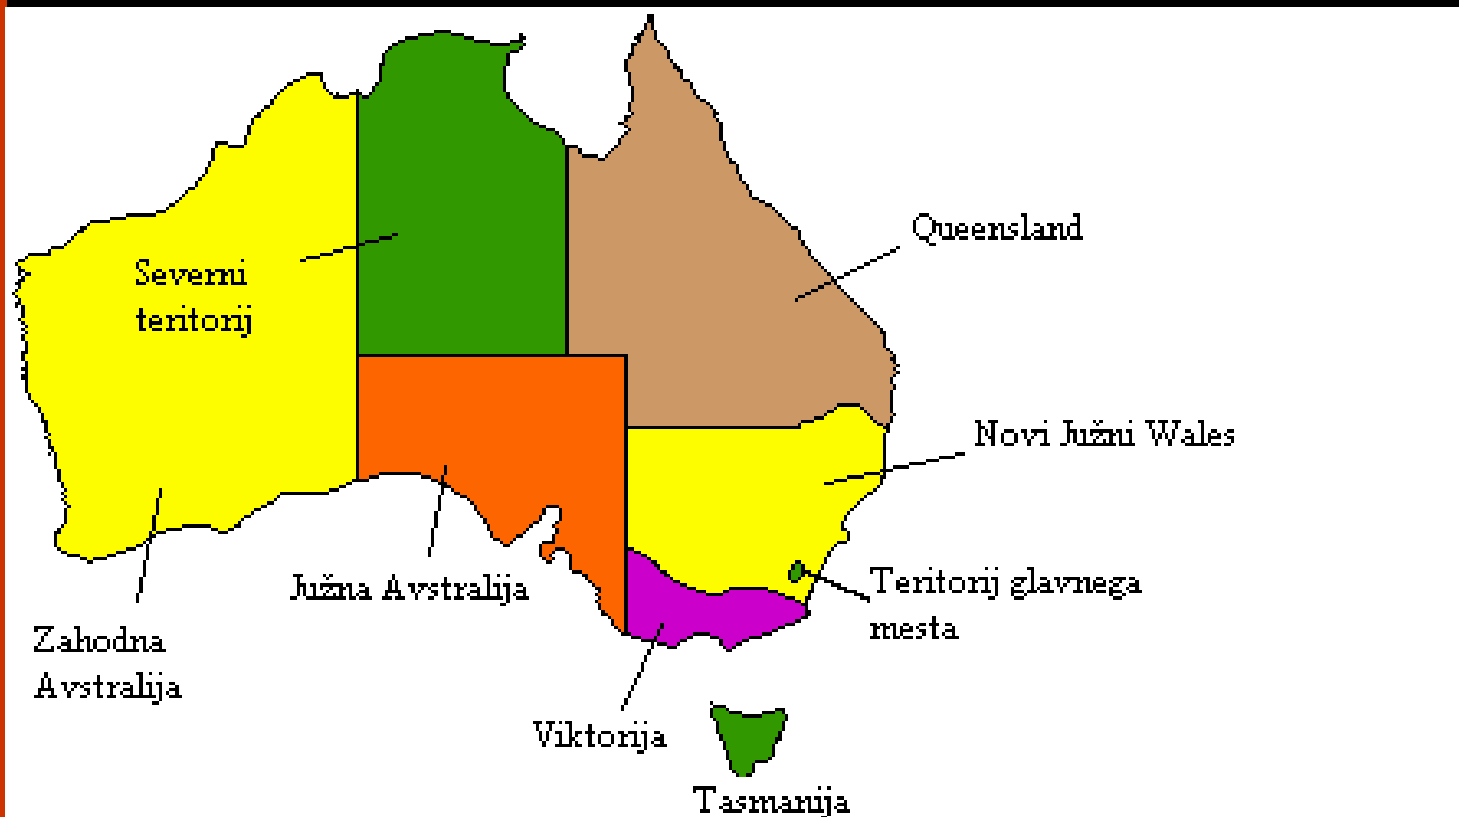 Queensland
Severni
teritorij
Novi Južni Wales
Južna Avstralija
Teritorij glavnega
mesta
Zahodna
Avstralija
Viktorija
Tasmanija